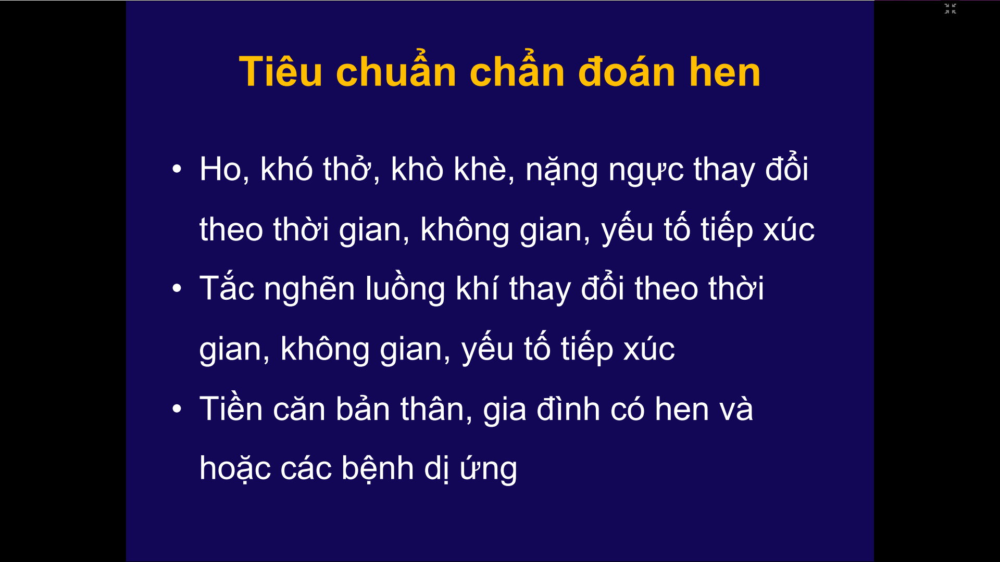 Tiêu chuẩn chẩn đoán hen
• Ho, khó thở, khò khè, nặng ngực thay đổi
theo thời gian, không gian, yếu tố tiếp xúc
• Tắc nghẽn luồng khí thay đổi theo thời
gian, không gian, yếu tố tiếp xúc
• Tiền căn bản thân, gia đình có hen và
hoặc các bệnh dị ứng